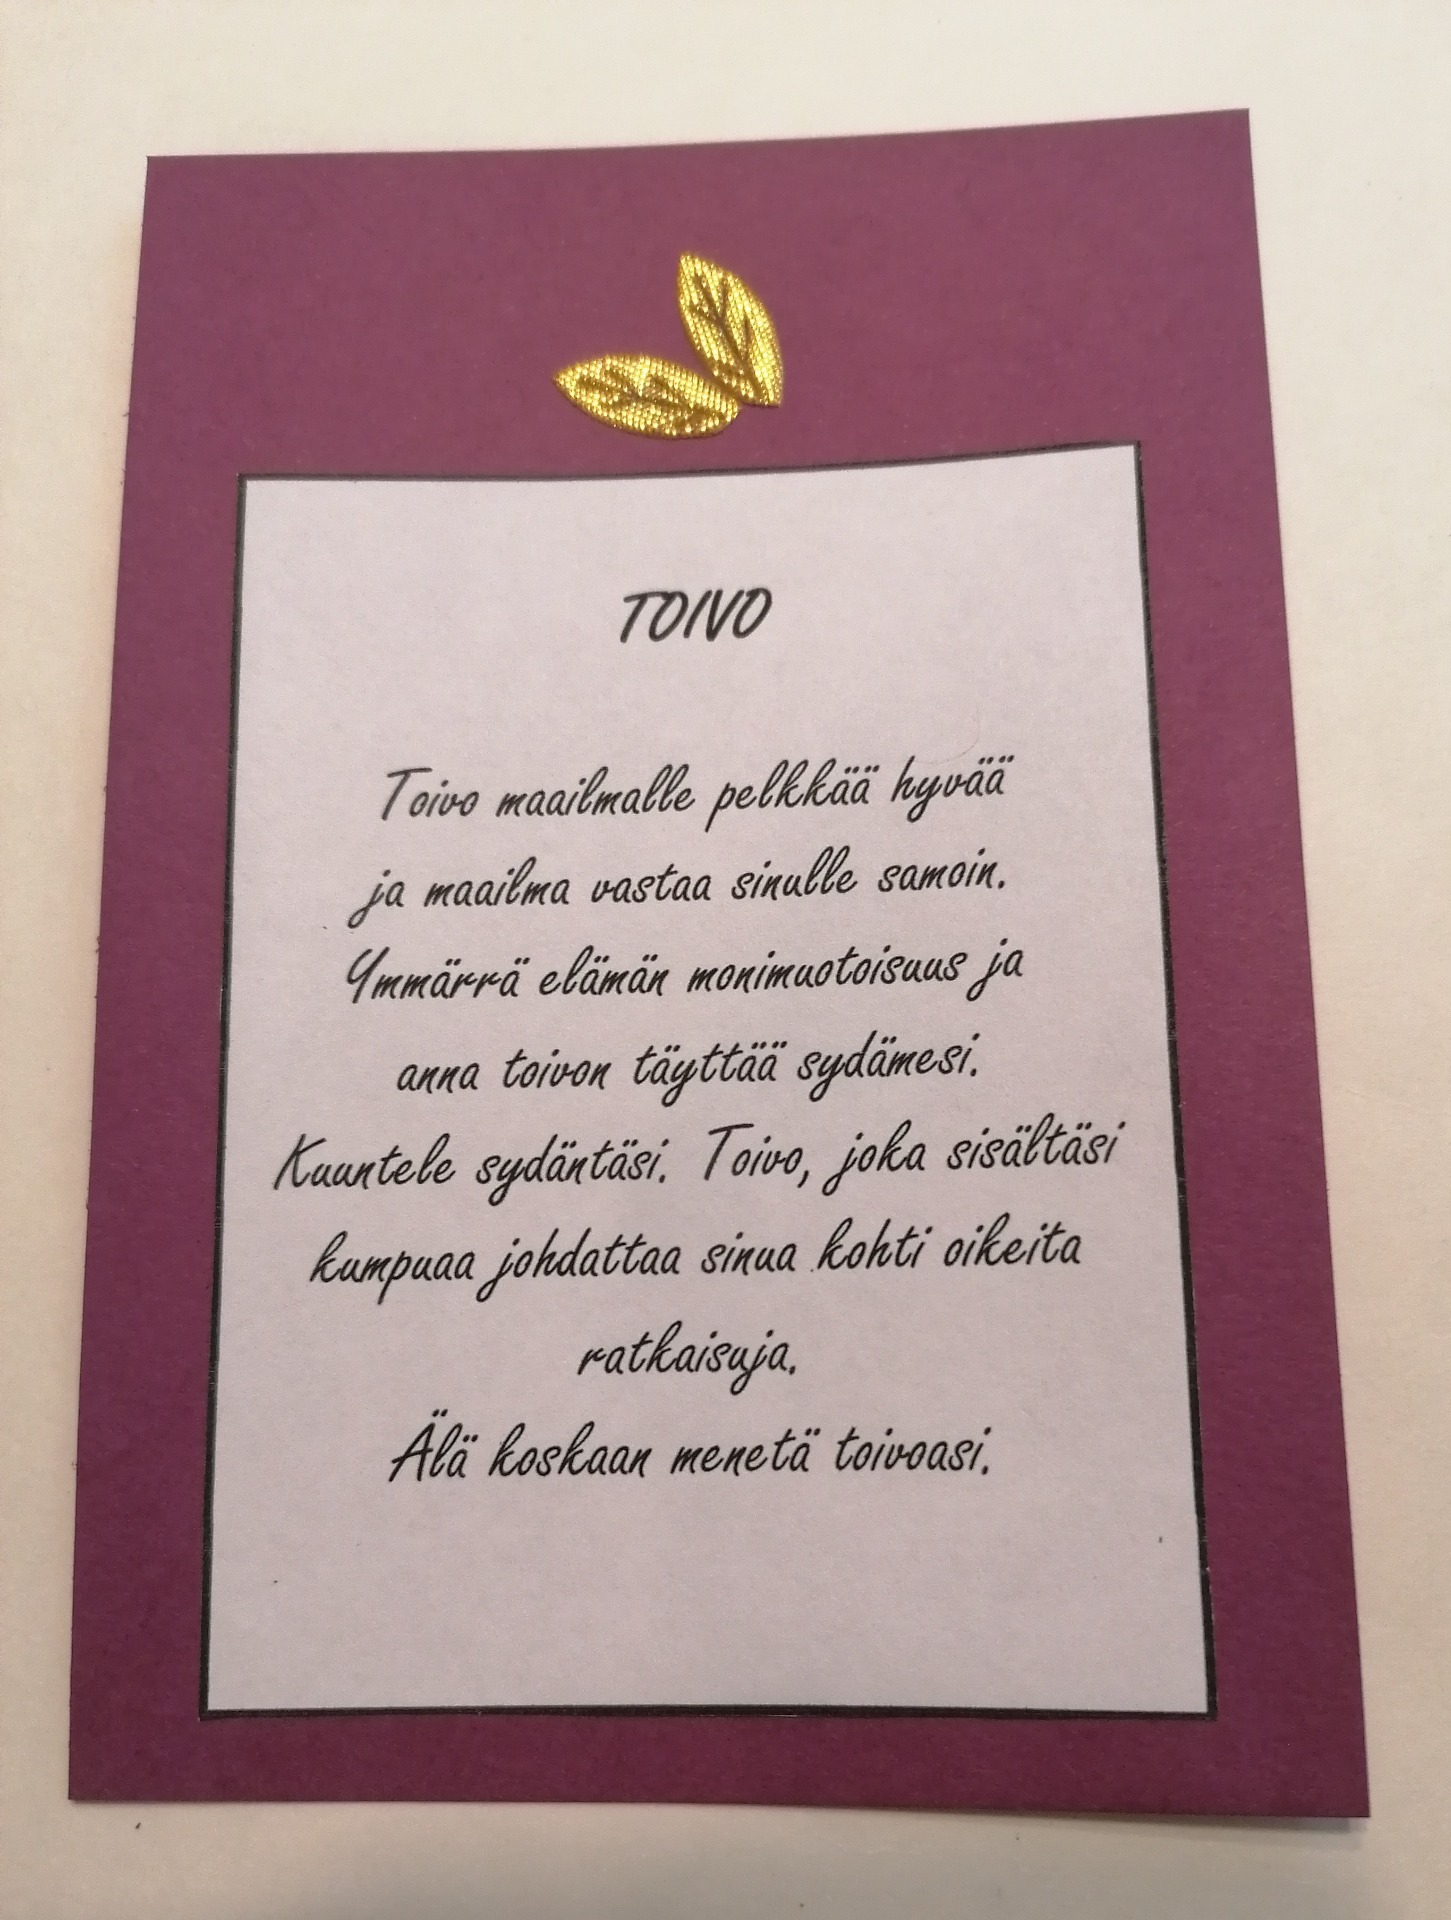 TOIVO
Toivo maailmalle pelkkää hyvää
ja maailma vastaa sinulle samoin.
Ymmärrä elämän monimuotoisuus ja
anna toivon täyttää sydämesi.
Kuuntele sydäntäsi. Toivo, joka sisältäsi
kumpuaa johdattaa sinua kohti oikeita
ratkaisuja.
Älä koskaan menetä toivoasi.